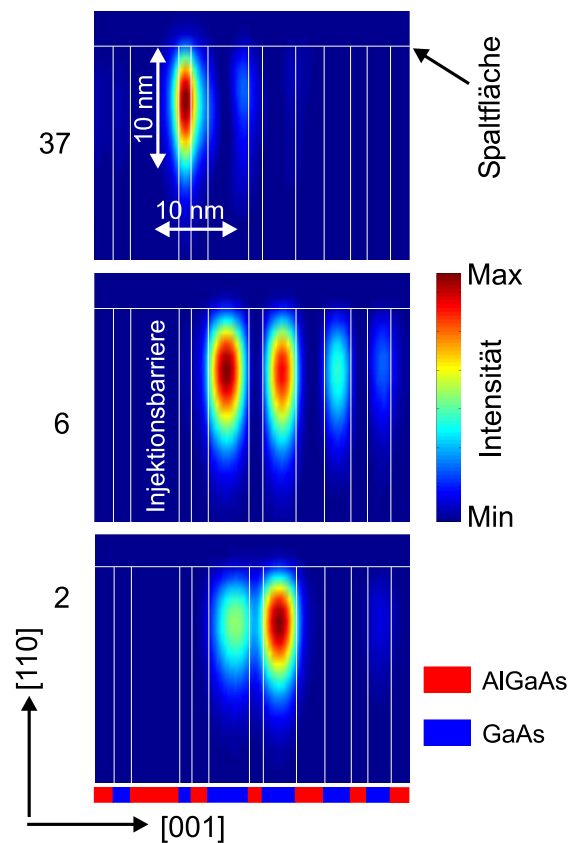 37
10 nm
10 nm
Spaltfläche
6
Injektionsbarriere
Max
Intensität
Min
2
[110]
[001]
AlGaAs
GaAs